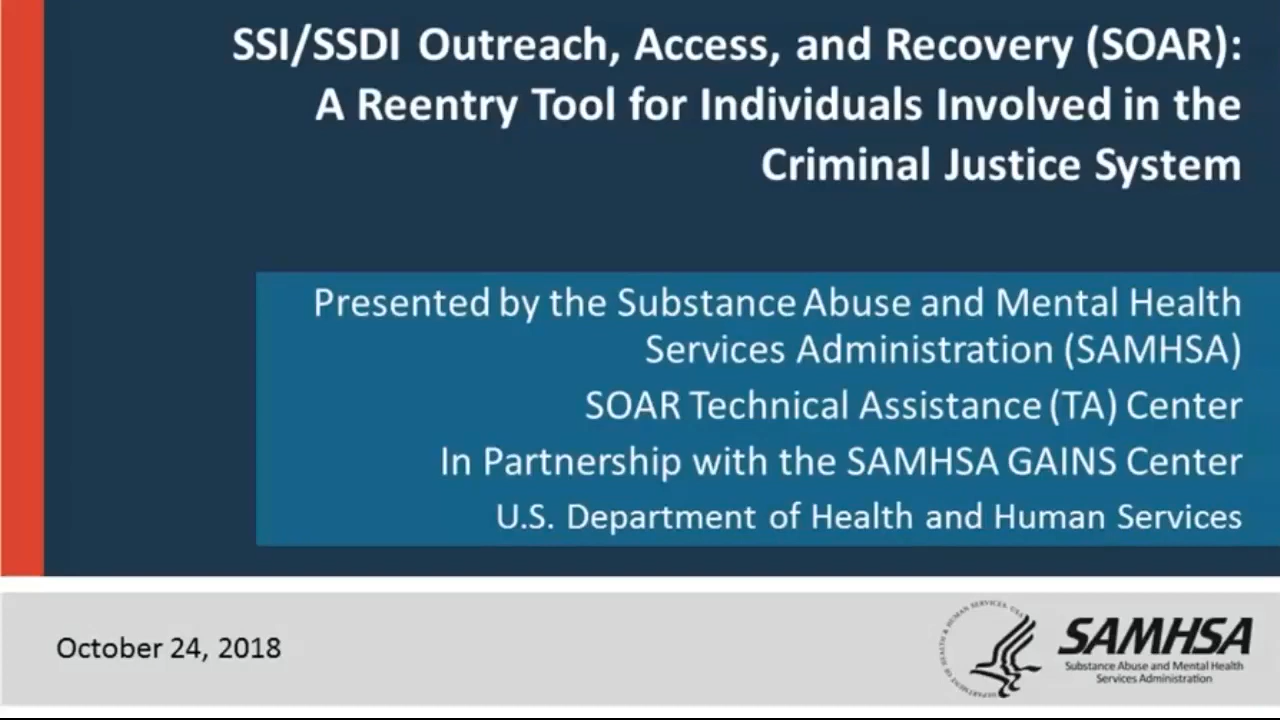 SSI/SSDI Outreach, Access, and Recovery (SOAR):
A Reentry Tool for Individuals Involved in the
Criminal Justice System
Presented by the Substance Abuse and Mental Health
Services Administration (SAMHSA)
SOAR Technical Assistance (TA) Center
In Partnership with the SAMHSA GAINS Center
U.S. Department of Health and Human Services
October 24, 2018
SAMHSA
Substance Abuse and Mental Health
Services Administration